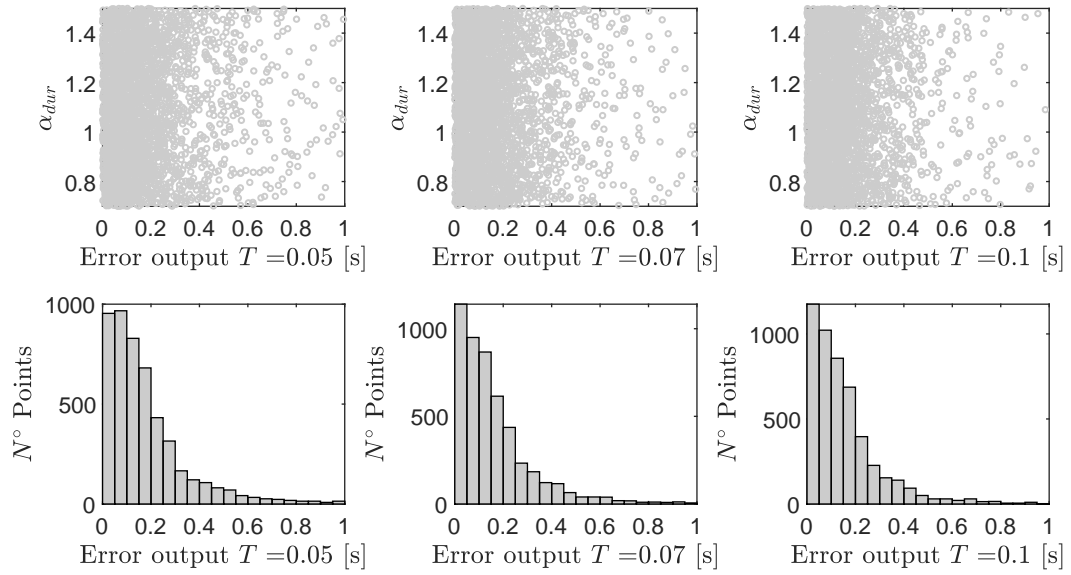 1.4
1.2
1
0.8
α_dur
0 0.2 0.4 0.6 0.8 1
Error output T =0.05 [s]
1.4
1.2
1
0.8
α_dur
0 0.2 0.4 0.6 0.8 1
Error output T =0.07 [s]
1.4
1.2
1
0.8
α_dur
0 0.2 0.4 0.6 0.8 1
Error output T =0.1 [s]
1000
500
0
N° Points
0 0.2 0.4 0.6 0.8 1
Error output T =0.05 [s]
1000
500
0
N° Points
0 0.2 0.4 0.6 0.8 1
Error output T =0.07 [s]
1000
500
0
N° Points
0 0.2 0.4 0.6 0.8 1
Error output T =0.1 [s]